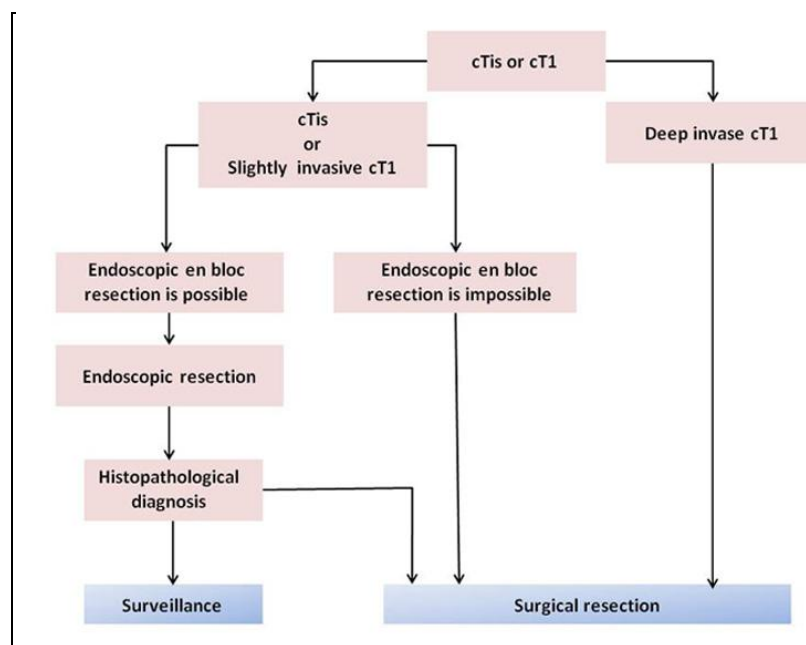 cTis or cT1
cTis
or
Slightly invasive cT1
Deep invase cT1
Endoscopic en bloc
resection is possible
Endoscopic en bloc
resection is impossible
Endoscopic resection
Histopathological
diagnosis
Surveillance
Surgical resection